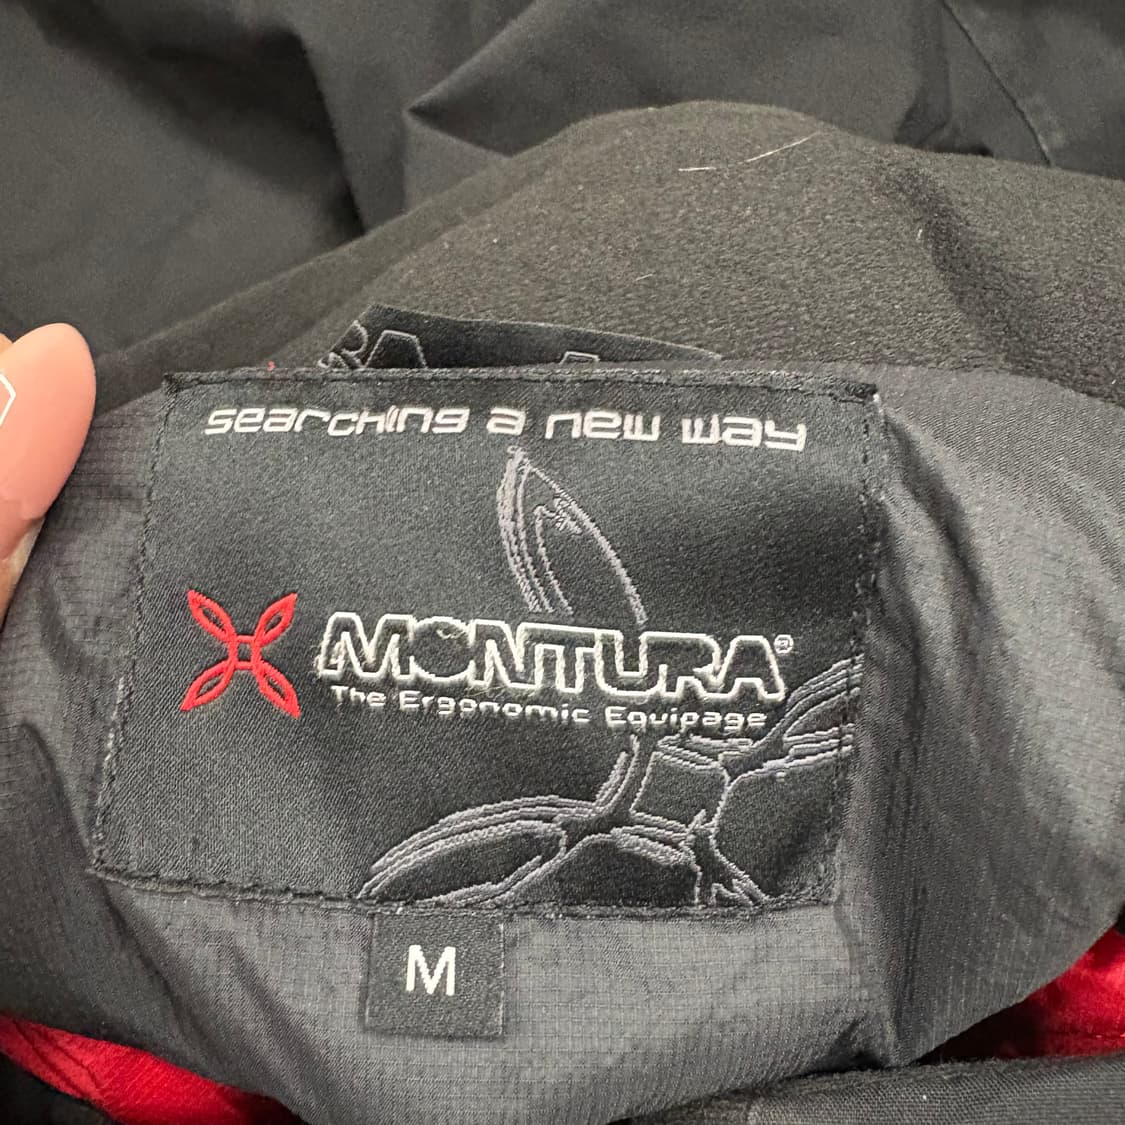 searching a new way
MONTURA®
The Ergonomic Equipage
M